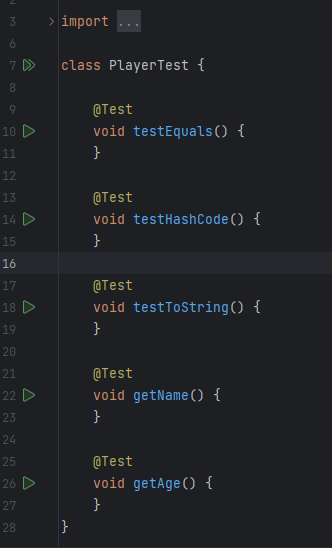 3 import ...
6
7 class PlayerTest {
8
9 @Test
10 void testEquals() {
11 }
12
13 @Test
14 void testHashCode() {
15 }
16
17 @Test
18 void testToString() {
19 }
20
21 @Test
22 void getName() {
23 }
24
25 @Test
26 void getAge() {
27 }
28 }